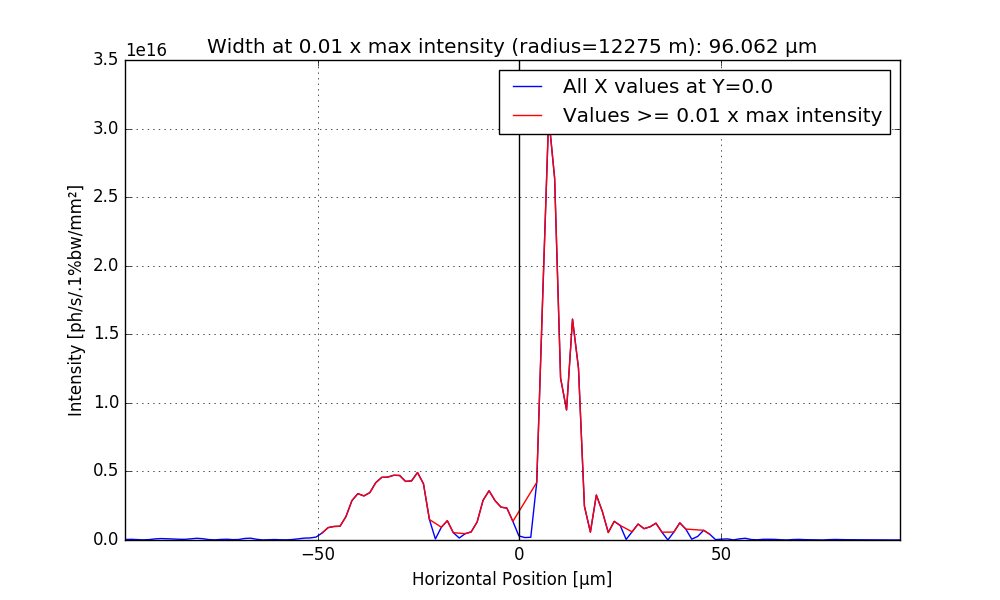 Width at 0.01 x max intensity (radius=12275 m): 96.062 µm
1e16
3.5
3.0
2.5
2.0
1.5
1.0
0.5
0.0
Intensity [ph/s/.1%bw/mm²]
All X values at Y=0.0
Values >= 0.01 x max intensity
−50 0 50
Horizontal Position [µm]